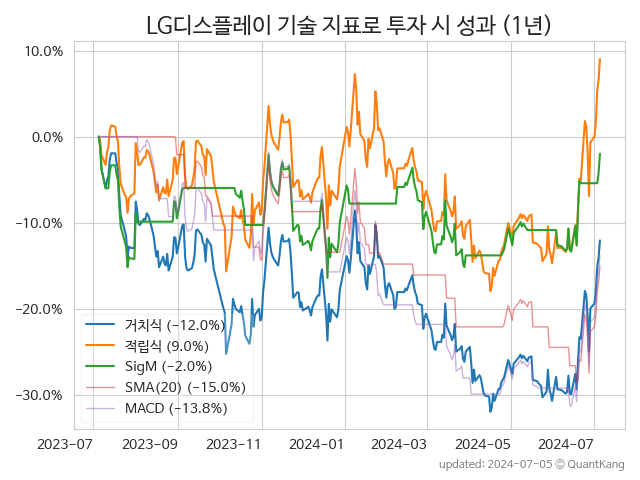 LG디스플레이 기술 지표로 투자 시 성과 (1년)
10.0%
0.0%
−10.0%
−20.0%
−30.0%
거치식 (−12.0%)
적립식 (9.0%)
SigM (−2.0%)
SMA(20) (−15.0%)
MACD (−13.8%)
2023-07
2023-09
2023-11
2024-01
2024-03
2024-05
2024-07
updated: 2024-07-05 © QuantKang